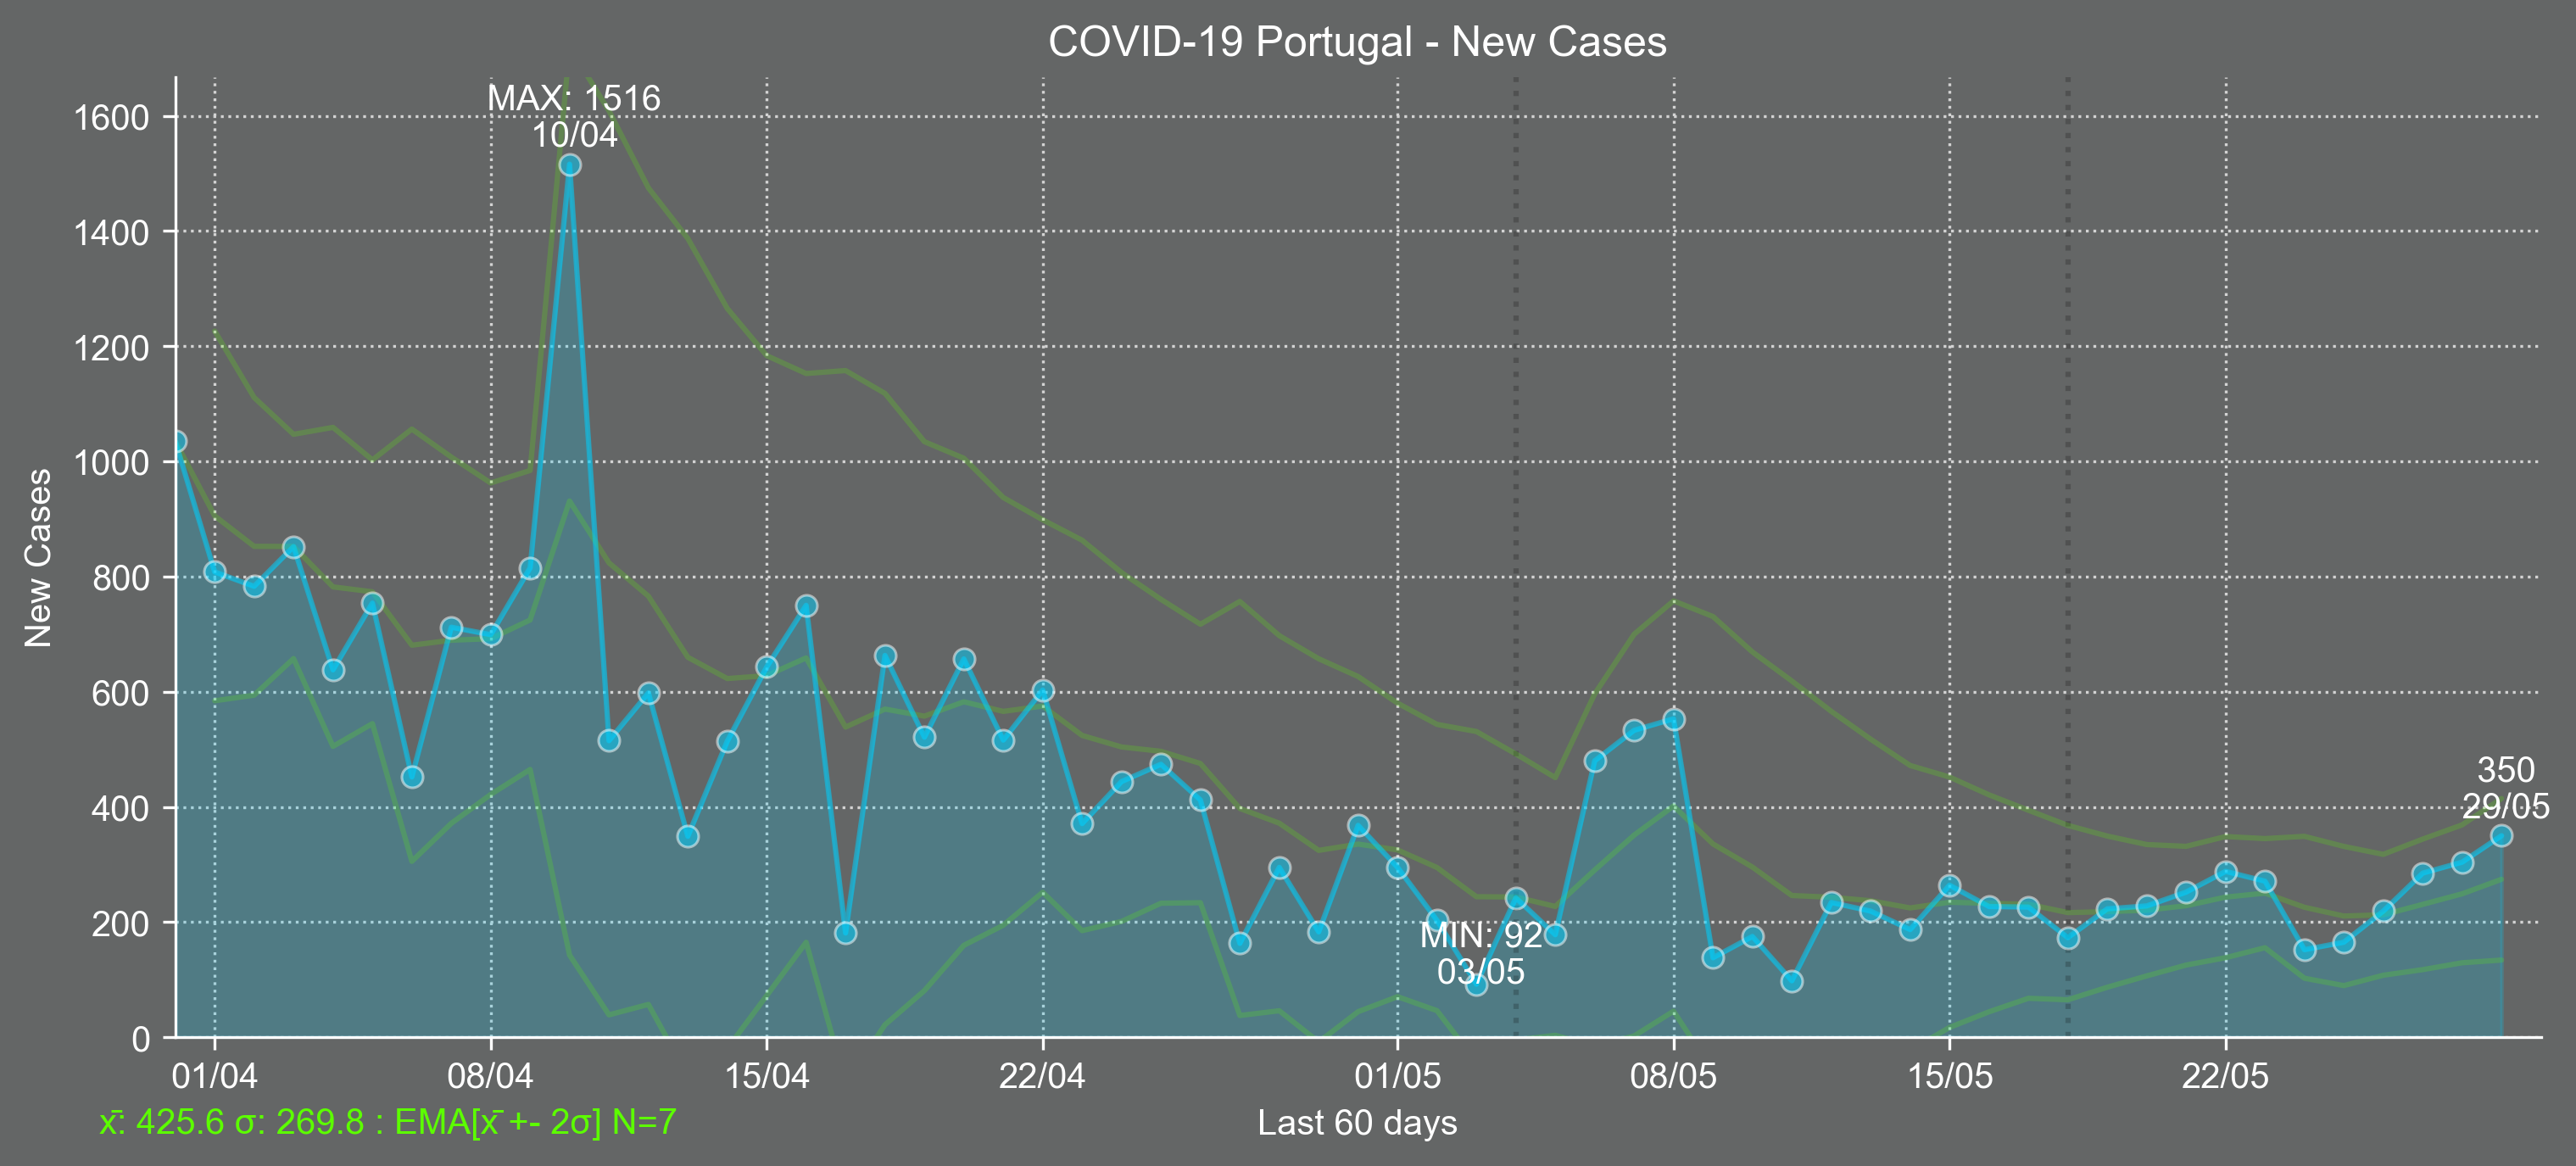 COVID-19 Portugal - New Cases
MAX: 1516
10/04
1600
1400
1200
1000
800
600
400
200
0
New Cases
350
29/05
MIN: 92
03/05
01/04 08/04 15/04 22/04 01/05 08/05 15/05 22/05
x̄: 425.6 σ: 269.8 : EMA[x̄ +- 2σ] N=7
Last 60 days